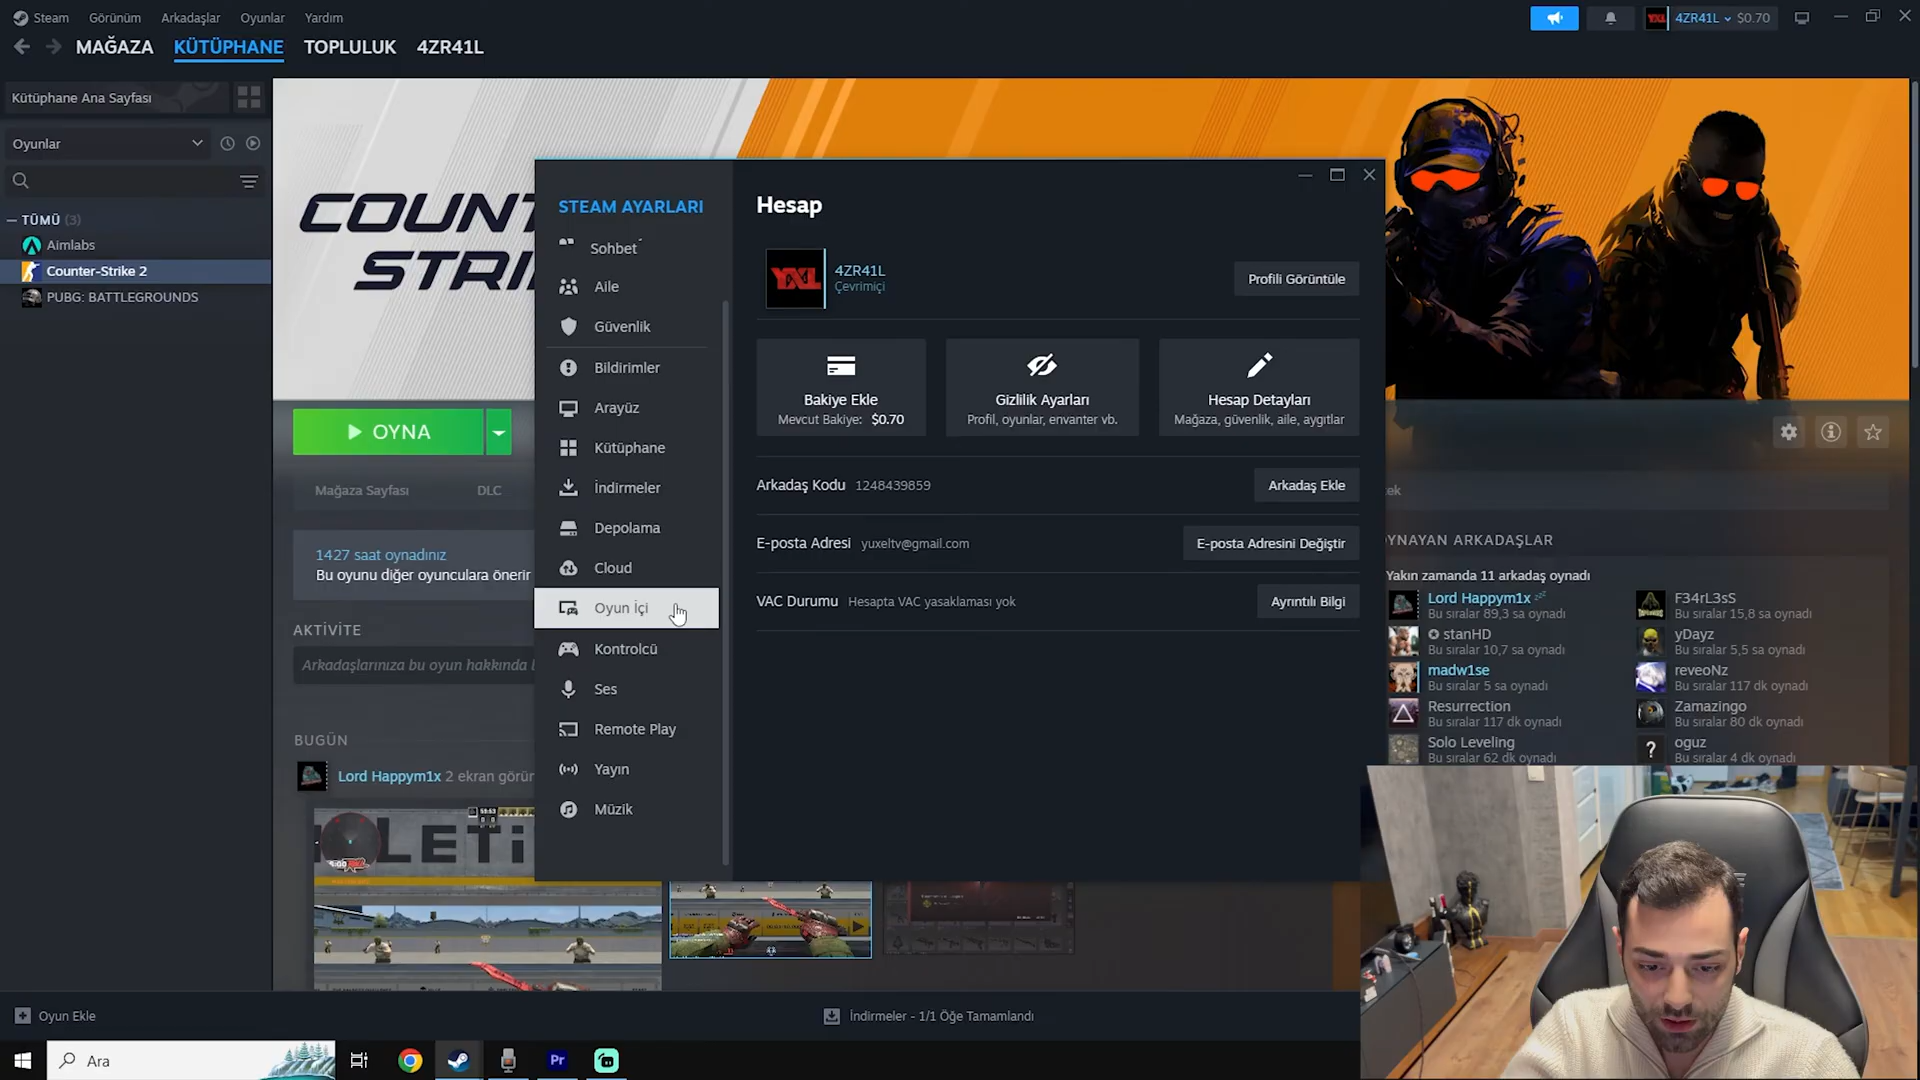 Steam Görünüm Arkadaşlar Oyunlar Yardım
4ZR41L $0.70
MAĞAZA KÜTÜPHANE TOPLULUK 4ZR41L
Kütüphane Ana Sayfası
Oyunlar
TÜMÜ (3)
Aimlabs
Counter-Strike 2
PUBG: BATTLEGROUNDS
COUNT
STRI
OYNA
Mağaza Sayfası DLC
1427 saat oynadınız
Bu oyunu diğer oyunculara önerin
AKTİVİTE
Arkadaşlarınıza bu oyun hakkında
BUGÜN
Lord Happym1x 2 ekran görün
LETİ
STEAM AYARLARI
Sohbet
Aile
Güvenlik
Bildirimler
Arayüz
Kütüphane
İndirmeler
Depolama
Cloud
Oyun İçi
Kontrolcü
Ses
Remote Play
Yayın
Müzik
Hesap
YXL
4ZR41L
Çevrimiçi
Profili Görüntüle
Bakiye Ekle
Mevcut Bakiye: $0.70
Gizlilik Ayarları
Profil, oyunlar, envanter vb.
Hesap Detayları
Mağaza, güvenlik, aile, aygıtlar
Arkadaş Kodu 1248439859
Arkadaş Ekle
E-posta Adresi yuxeltv@gmail.com
E-posta Adresini Değiştir
VAC Durumu Hesapta VAC yasaklaması yok
Ayrıntılı Bilgi
tek
OYNAYAN ARKADAŞLAR
Yakın zamanda 11 arkadaş oynadı
Lord Happym1x
Bu sıralar 89,3 sa oynadı
F34rL3sS
Bu sıralar 15,8 sa oynadı
✪ stanHD
Bu sıralar 10,7 sa oynadı
yDayz
Bu sıralar 5,5 sa oynadı
madw1se
Bu sıralar 5 sa oynadı
reveoNz
Bu sıralar 117 dk oynadı
Resurrection
Bu sıralar 117 dk oynadı
Zamazingo
Bu sıralar 80 dk oynadı
Solo Leveling
Bu sıralar 62 dk oynadı
oguz
Bu sıralar 4 dk oynadı
Oyun Ekle
İndirmeler - 1/1 Öğe Tamamlandı
Ara
Pr